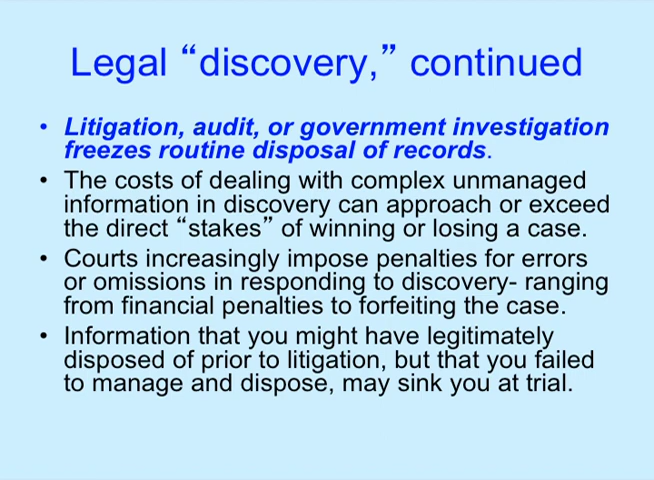 Legal “discovery,” continued
• Litigation, audit, or government investigation
freezes routine disposal of records.
• The costs of dealing with complex unmanaged
information in discovery can approach or exceed
the direct “stakes” of winning or losing a case.
• Courts increasingly impose penalties for errors
or omissions in responding to discovery- ranging
from financial penalties to forfeiting the case.
• Information that you might have legitimately
disposed of prior to litigation, but that you failed
to manage and dispose, may sink you at trial.